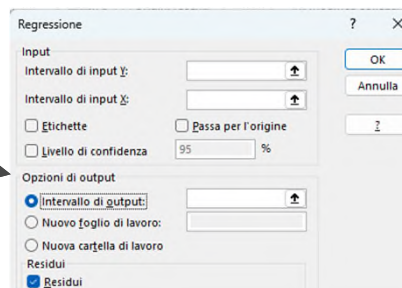 Regressione ? X
Input
Intervallo di input Y: OK
Intervallo di input X: Annulla
Etichette Passa per l'origine ?
Livello di confidenza 95 %
Opzioni di output
Intervallo di output:
Nuovo foglio di lavoro:
Nuova cartella di lavoro
Residui
Residui